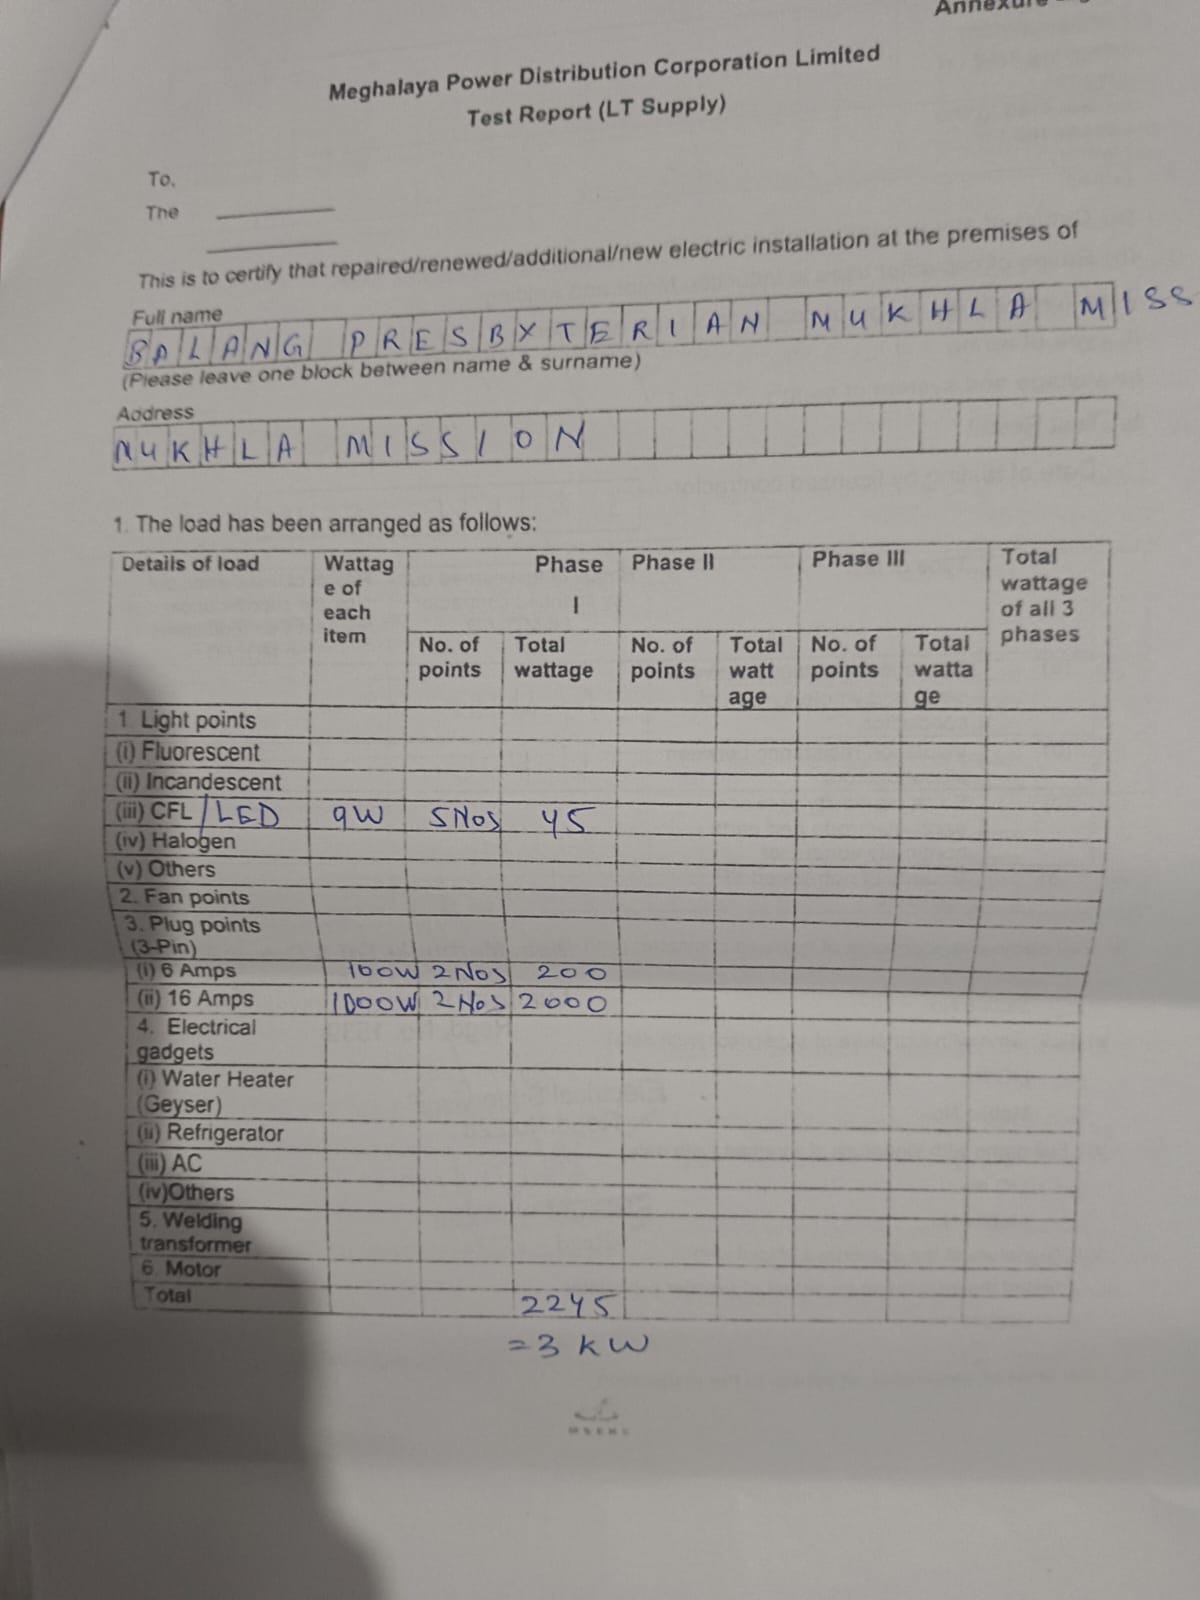 Annexure
Meghalaya Power Distribution Corporation Limited
Test Report (LT Supply)
To,
The
This is to certify that repaired/renewed/additional/new electric installation at the premises of
Full name
BALANG PRESBYTERIAN MUKHLA MISS
(Please leave one block between name & surname)
Address
MUKHLA MISSION
1. The load has been arranged as follows:
Details of load Wattag e of each item Phase I Phase II Phase III Total wattage of all 3 phases
No. of points Total wattage No. of points Total watt age No. of points Total watta ge
1 Light points
(i) Fluorescent
(ii) Incandescent
(iii) CFL /LED 9W 5Nos 45
(iv) Halogen
(v) Others
2. Fan points
3. Plug points
(3-Pin)
(i) 6 Amps 100W 2Nos 200
(ii) 16 Amps 1000W 2Nos 2000
4. Electrical
gadgets
(i) Water Heater
(Geyser)
(ii) Refrigerator
(iii) AC
(iv)Others
5. Welding
transformer
6. Motor
Total 2245
=3 KW